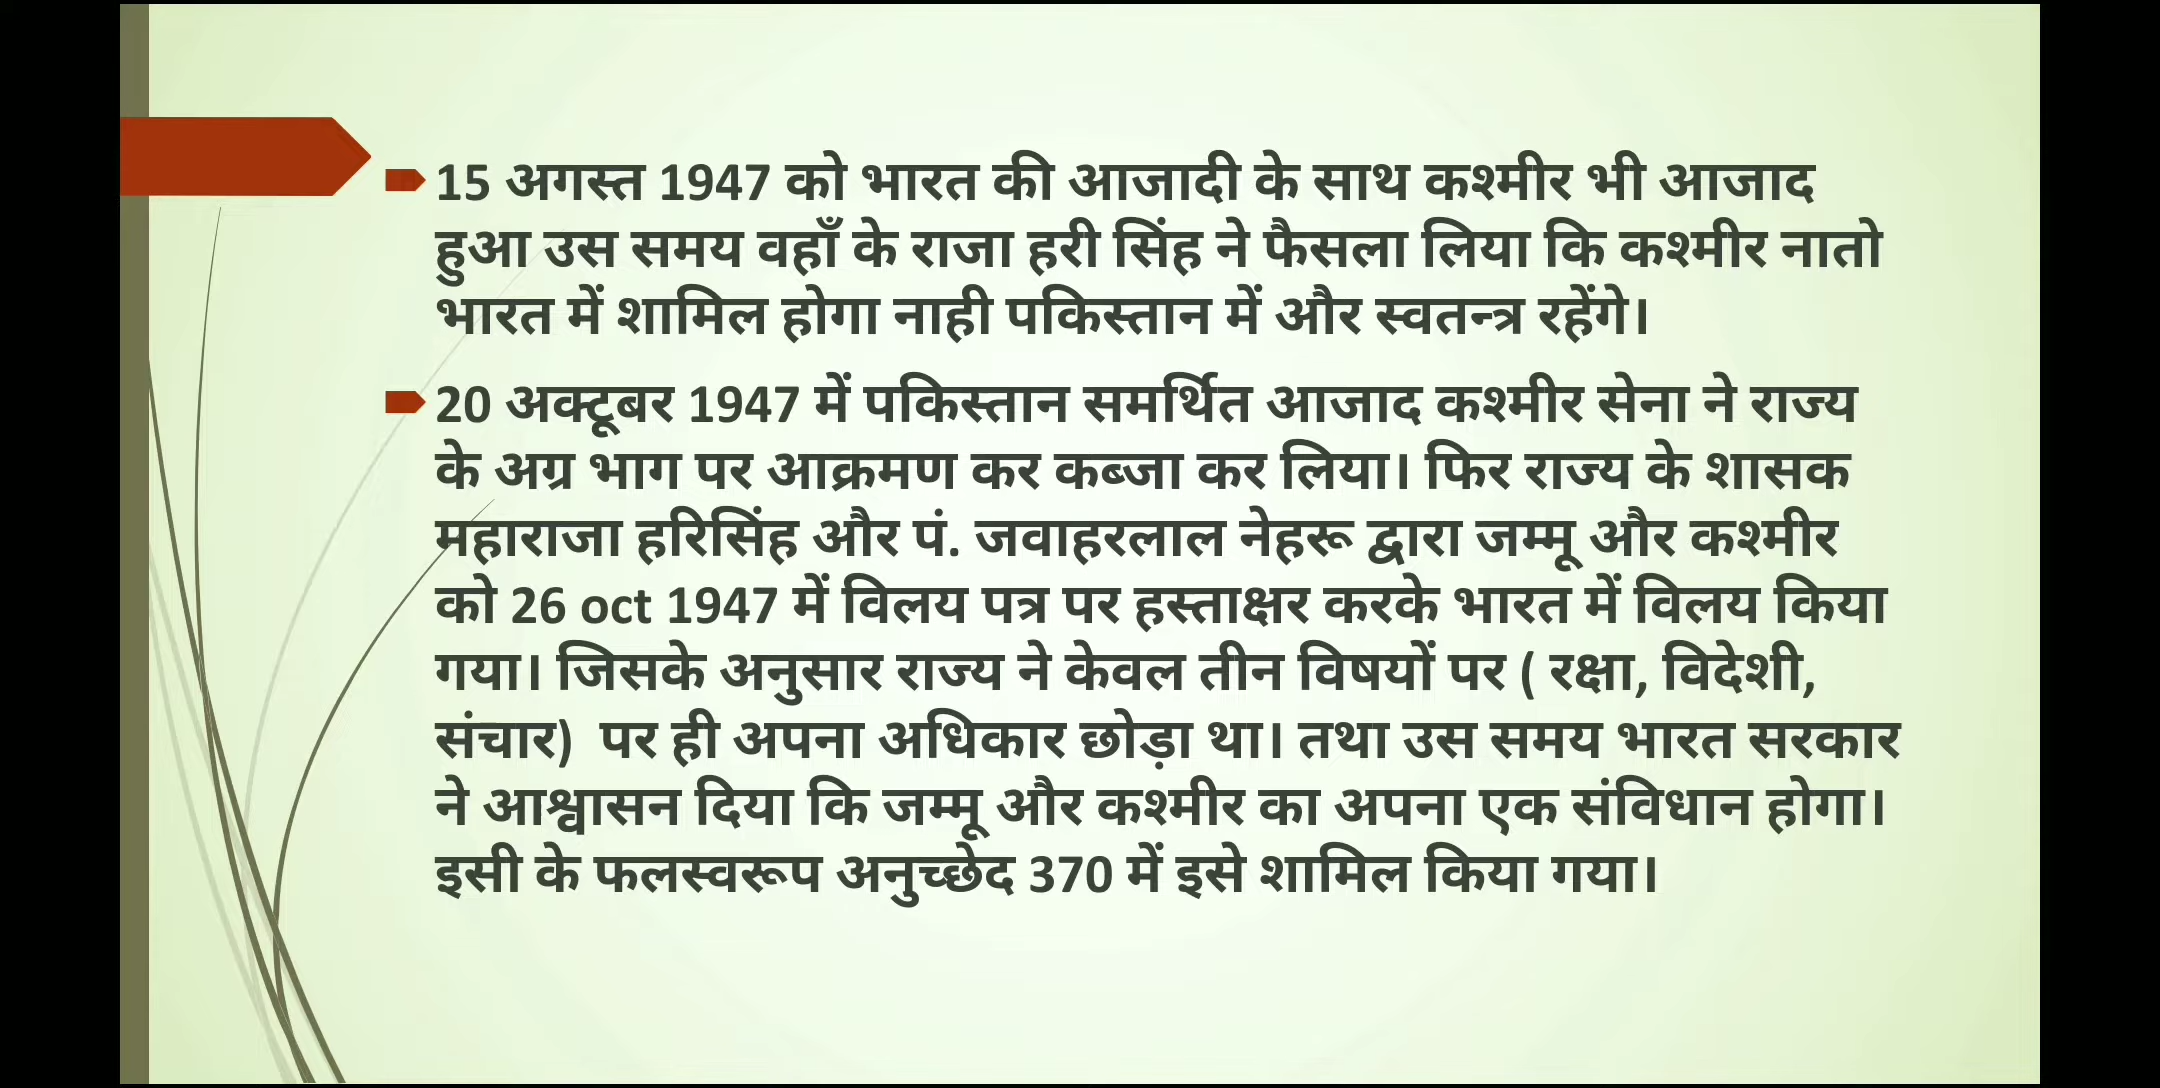 15 अगस्त 1947 को भारत की आजादी के साथ कश्मीर भी आजाद
हुआ उस समय वहाँ के राजा हरी सिंह ने फैसला लिया कि कश्मीर नातो
भारत में शामिल होगा नाही पकिस्तान में और स्वतन्त्र रहेंगे।
20 अक्टूबर 1947 में पकिस्तान समर्थित आजाद कश्मीर सेना ने राज्य
के अग्र भाग पर आक्रमण कर कब्जा कर लिया। फिर राज्य के शासक
महाराजा हरिसिंह और पं. जवाहरलाल नेहरू द्वारा जम्मू और कश्मीर
को 26 oct 1947 में विलय पत्र पर हस्ताक्षर करके भारत में विलय किया
गया। जिसके अनुसार राज्य ने केवल तीन विषयों पर ( रक्षा, विदेशी,
संचार)  पर ही अपना अधिकार छोड़ा था। तथा उस समय भारत सरकार
ने आश्वासन दिया कि जम्मू और कश्मीर का अपना एक संविधान होगा।
इसी के फलस्वरूप अनुच्छेद 370 में इसे शामिल किया गया।